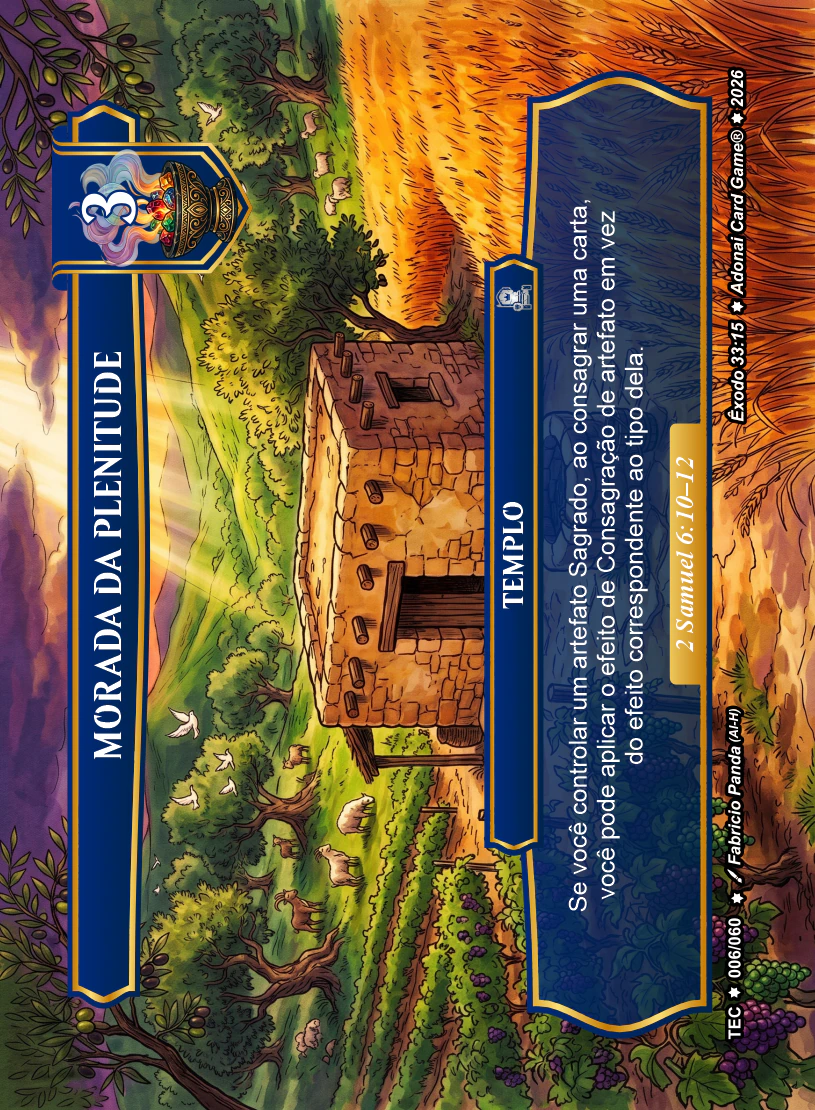 3
MORADA DA PLENITUDE
TEMPLO
Se você controlar um artefato Sagrado, ao consagrar uma carta,
você pode aplicar o efeito de Consagração de artefato em vez
do efeito correspondente ao tipo dela.
2 Samuel 6: 10–12
TEC ★ 006/060 ★ Fabricio Panda (AI-H) Êxodo 33:15 ★ Adonai Card Game® ★ 2026